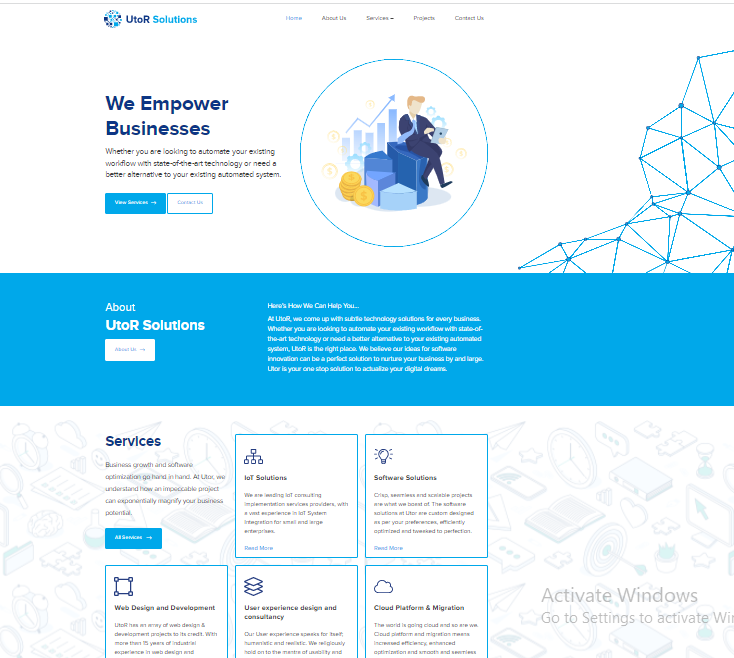 UtoR Solutions
Home
About Us
Services
Projects
Contact Us
We Empower
Businesses
Whether you are looking to automate your existing
workflow with state-of-the-art technology or need a
better alternative to your existing automated system.
View Services →
Contact Us
About
UtoR Solutions
About Us →
Here's How We Can Help You...
At UtoR, we come up with subtle technology solutions for every business.
Whether you are looking to automate your existing workflow with state-of-
the-art technology or need a better alternative to your existing automated
system, UtoR is the right place. We believe our ideas for software
innovation can be a perfect solution to nurture your business by and large.
Utor is your one stop solution to actualize your digital dreams.
Services
Business growth and software
optimization go hand in hand. At Utor, we
understand how an impeccable project
can exponentially magnify your business
potential.
All Services →
IoT Solutions
We are leading IoT consulting
implementation services providers, with
a vast experience in IoT System
Integration for small and large
enterprises.
Read More
Software Solutions
Crisp, seamless and scalable projects
are what we boast of. The software
solutions at Utor are custom designed
as per your preferences, efficiently
optimized and tweaked to perfection.
Read More
Web Design and Development
UtoR has an array of web design &
development projects to its credit. With
more than 15 years of industrial
experience in web design and
User experience design and
consultancy
Our User experience speaks for itself;
humanistic and realistic. We religiously
hold on to the mantra of usability and
Cloud Platform & Migration
The world is going cloud and so are we.
Cloud platform and migration means
increased efficiency, enhanced
optimization and smooth and seamless
Activate Windows
Go to Settings to activate Win